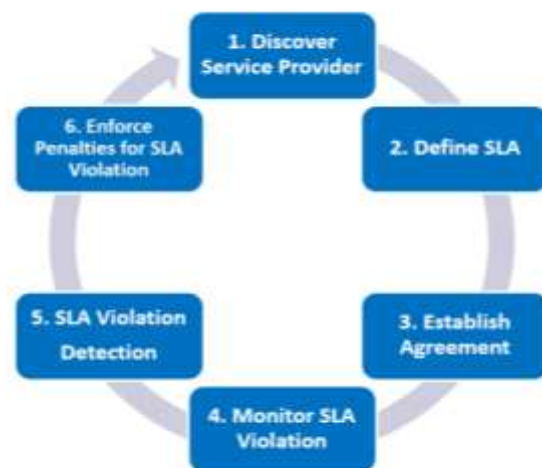 1. Discover
Service Provider
2. Define SLA
3. Establish
Agreement
4. Monitor SLA
Violation
5. SLA Violation
Detection
6. Enforce
Penalties for SLA
Violation